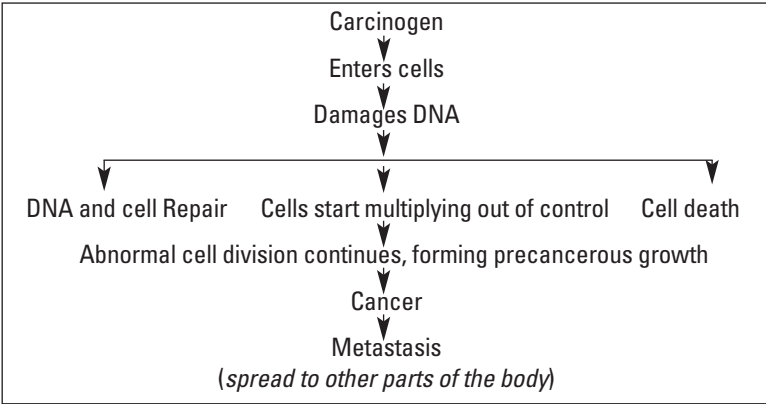 Carcinogen
Enters cells
Damages DNA
DNA and cell Repair Cells start multiplying out of control Cell death
Abnormal cell division continues, forming precancerous growth
Cancer
Metastasis
(spread to other parts of the body)